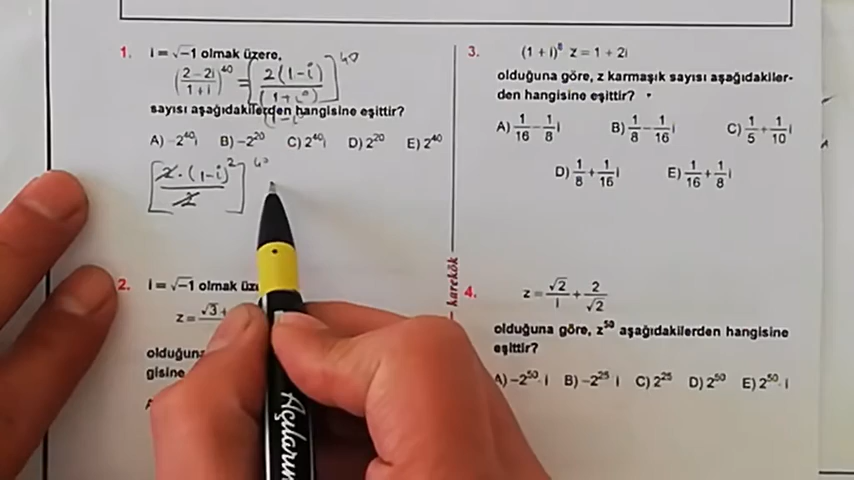 1. i = √-1 olmak üzere,
(2-2i / 1+i)^40 = [2(1-i) / (1+i)]^40
(1-i)
sayısı aşağıdakilerden hangisine eşittir?
A) -2^40 i B) -2^20 C) 2^40 i D) 2^20 E) 2^40
[2·(1-i)^2 / 2]^40
2. i = √-1 olmak
z = √3 +
olduğuna
gisine
karekök
3. (1 + i)^8 z = 1 + 2i
olduğuna göre, z karmaşık sayısı aşağıdakiler-
den hangisine eşittir?
A) 1/16 - 1/8 i B) 1/8 - 1/16 i C) 1/5 + 1/10 i
D) 1/8 + 1/16 i E) 1/16 + 1/8 i
4. z = √2/i + 2/√2
olduğuna göre, z^50 aşağıdakilerden hangisine
eşittir?
A) -2^50 · i B) -2^25 i C) 2^25 D) 2^50 E) 2^50 · i
Açıların